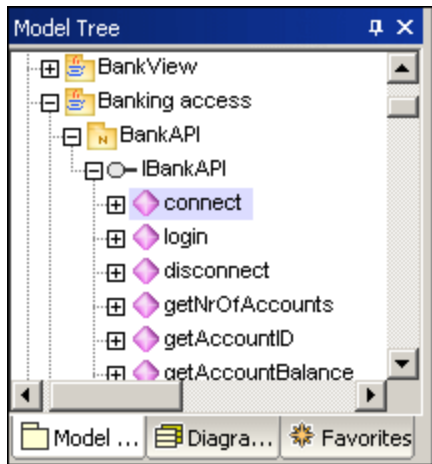 Model Tree
BankView
Banking access
N BankAPI
IBankAPI
connect
login
disconnect
getNrOfAccounts
getAccountID
getAccountBalance
Model ... Diagra... Favorites